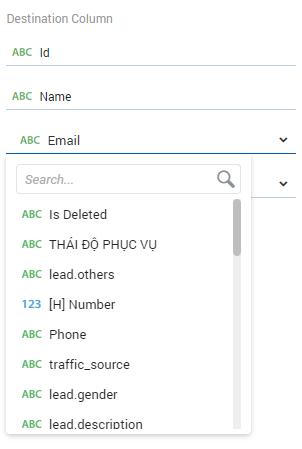 Destination Column
ABC Id
ABC Name
ABC Email
Search...
ABC Is Deleted
ABC THÁI ĐỘ PHỤC VỤ
ABC lead.others
123 [H] Number
ABC Phone
ABC traffic_source
ABC lead.gender
ABC lead.description